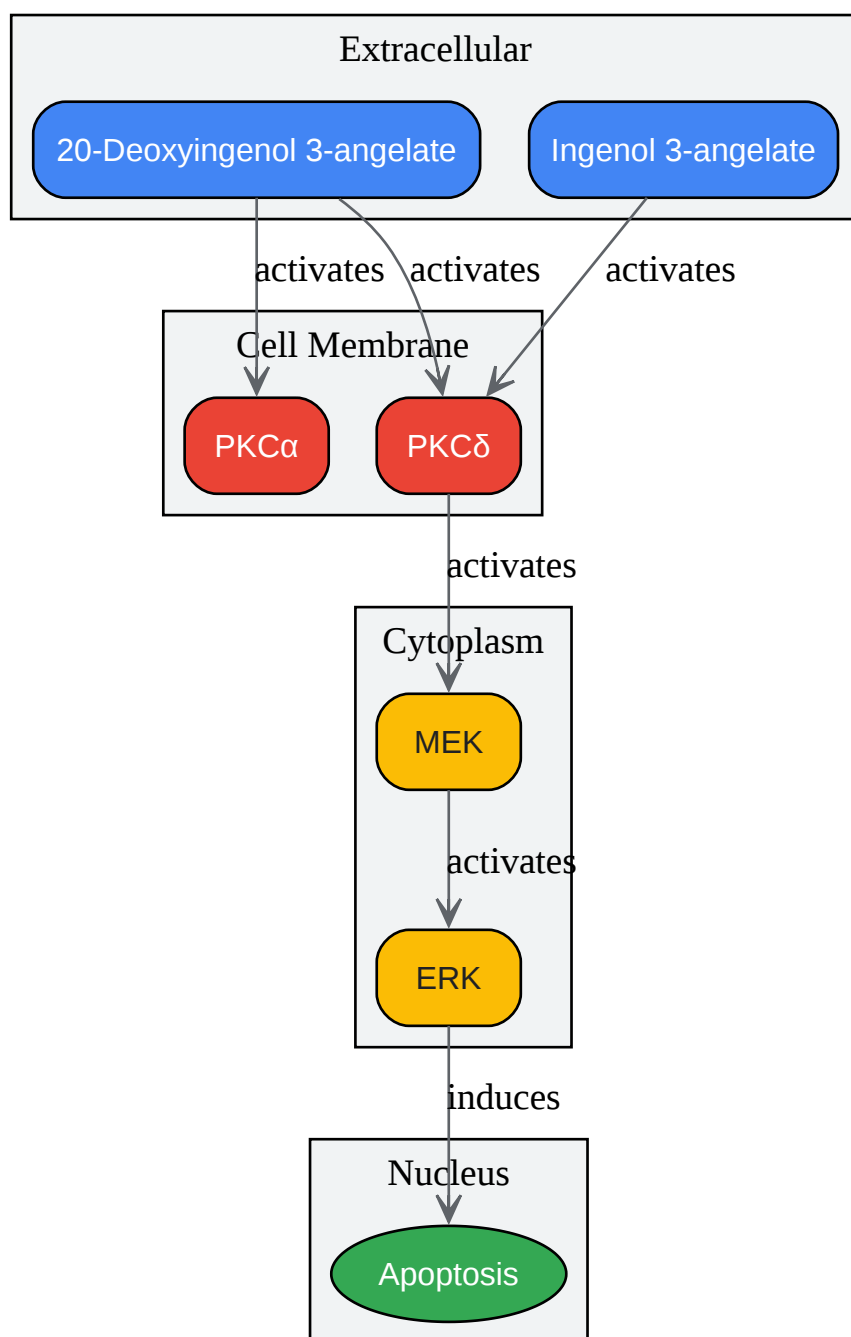 Extracellular
20-Deoxyingenol 3-angelate
Ingenol 3-angelate
activates
activates
activates
Cell Membrane
PKCα
PKCδ
activates
Cytoplasm
MEK
activates
ERK
induces
Nucleus
Apoptosis